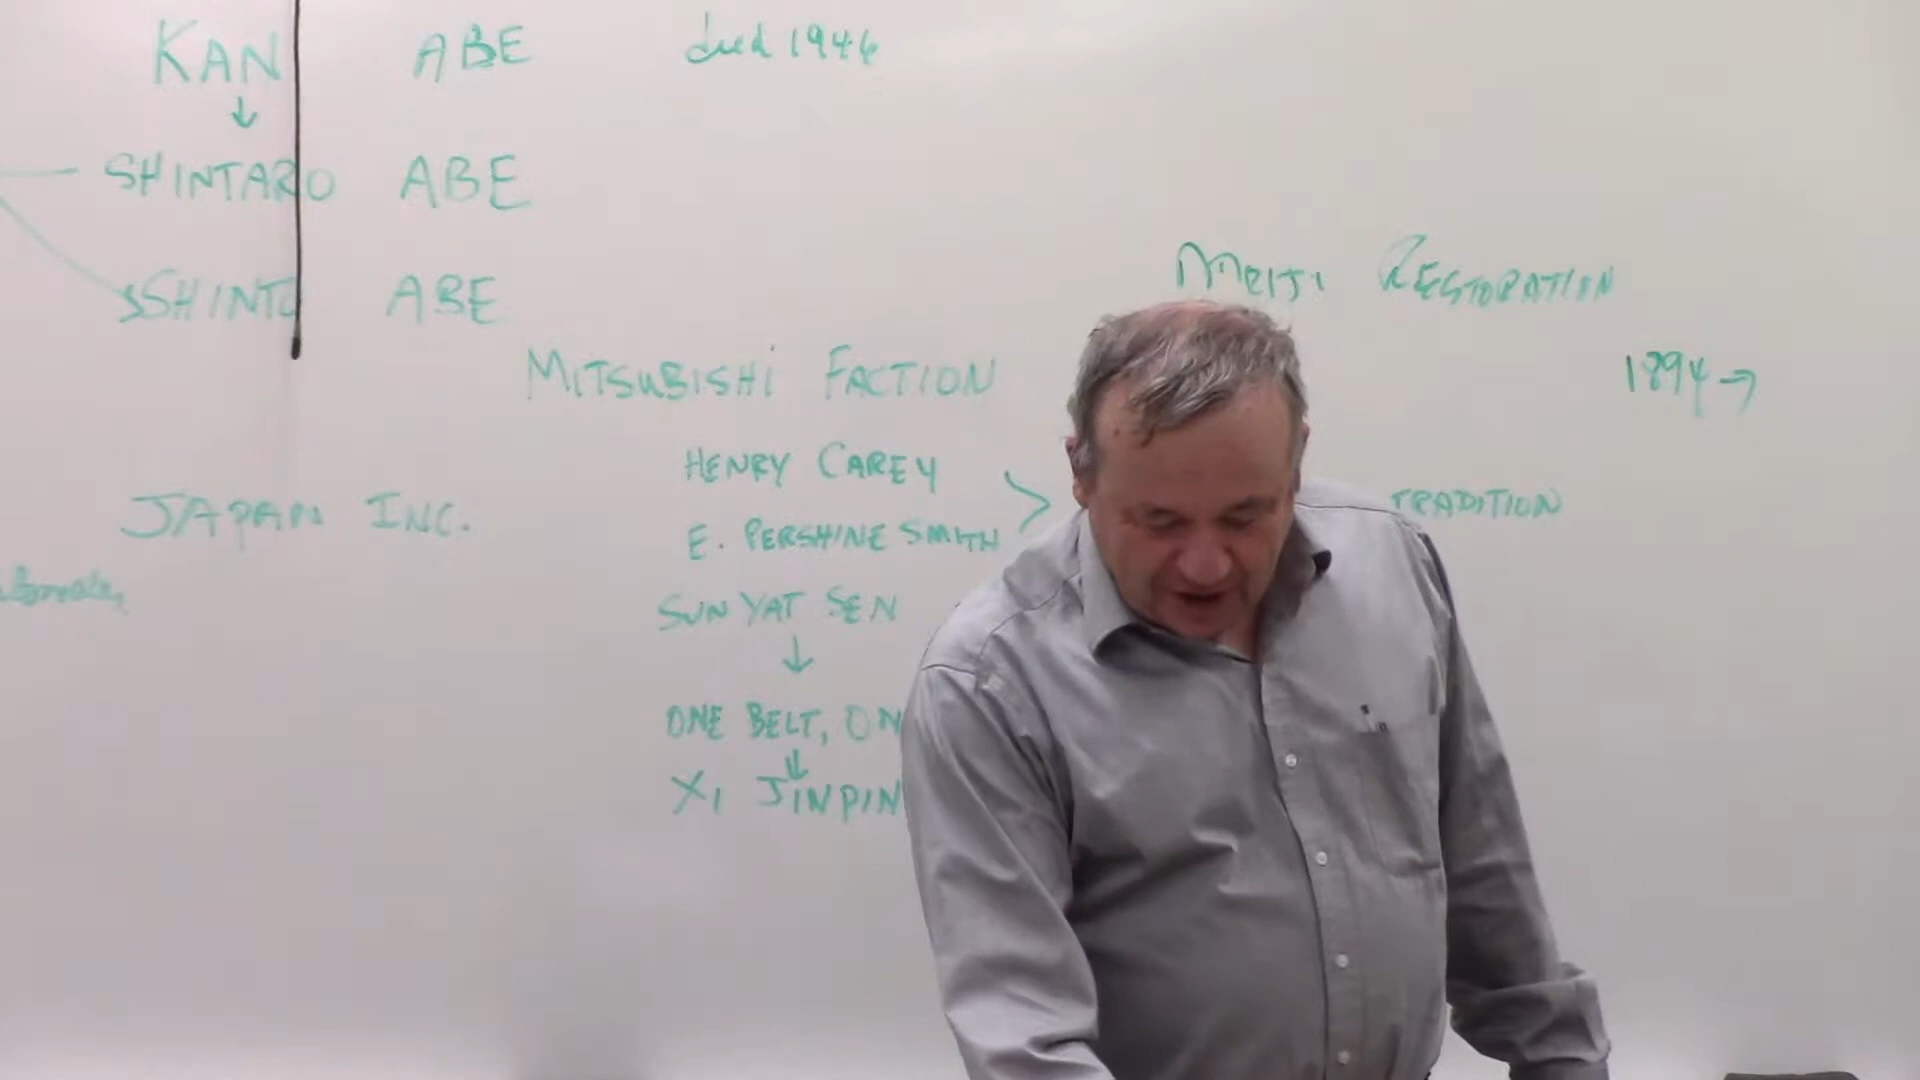 KAN ABE died 1946
↓
SHINTARO ABE
SHINTO ABE
MEIJI RESTORATION
MITSUBISHI FACTION
1894→
HENRY CAREY
TRADITION
JAPAN INC.
E. PERSHINE SMITH
SUN YAT SEN
↓
ONE BELT, ON
↓
XI JINPIN